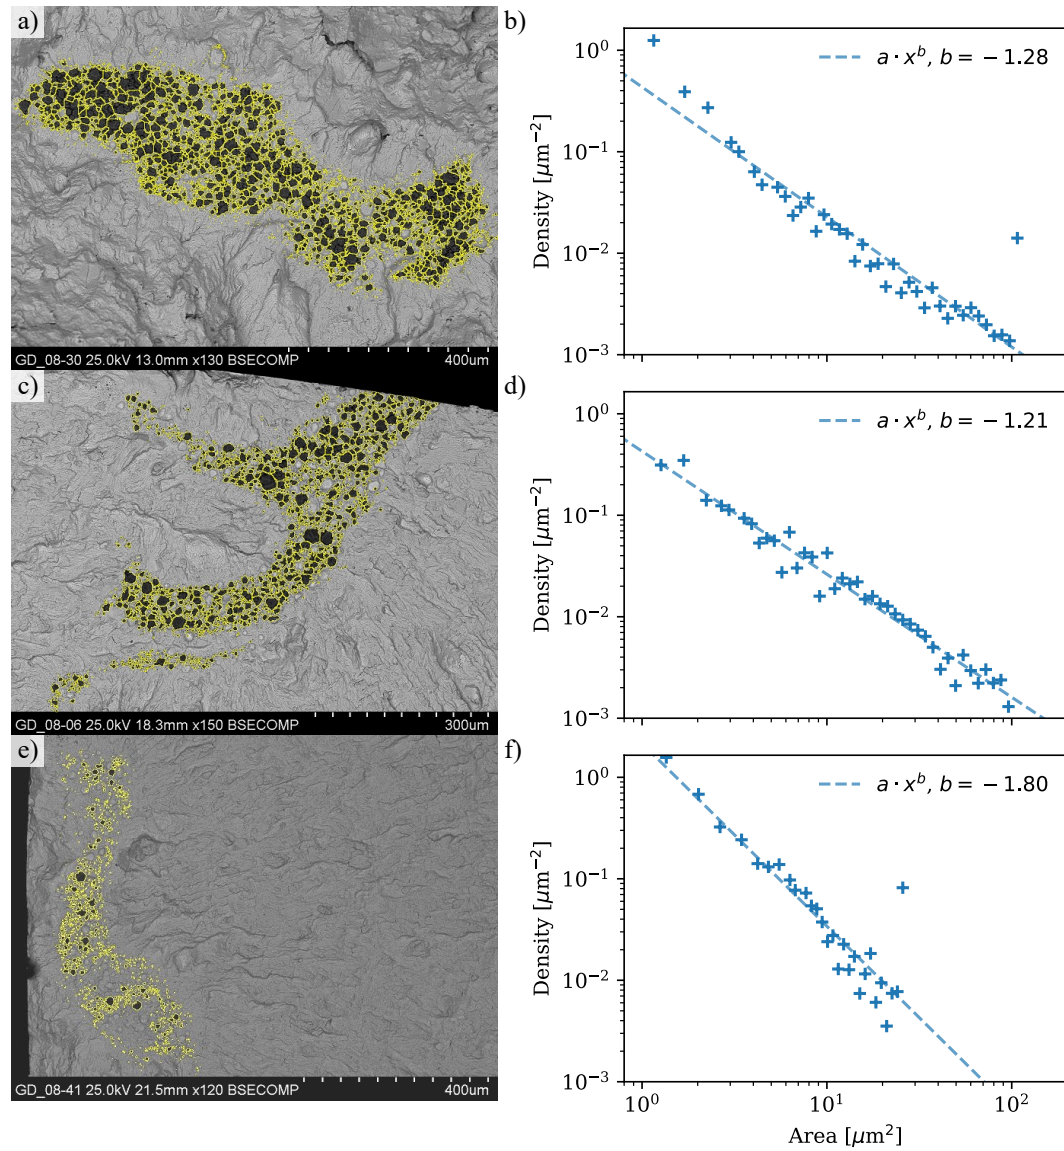 a)
GD_08-30 25.0kV 13.0mm x130 BSECOMP 400um
b)
a · x^b, b = −1.28
Density [μm⁻²]
10⁰
10⁻¹
10⁻²
10⁻³
c)
GD_08-06 25.0kV 18.3mm x150 BSECOMP 300um
d)
a · x^b, b = −1.21
Density [μm⁻²]
10⁰
10⁻¹
10⁻²
10⁻³
e)
GD_08-41 25.0kV 21.5mm x120 BSECOMP 400um
f)
a · x^b, b = −1.80
Density [μm⁻²]
10⁰
10⁻¹
10⁻²
10⁻³
10⁰ 10¹ 10²
Area [μm²]